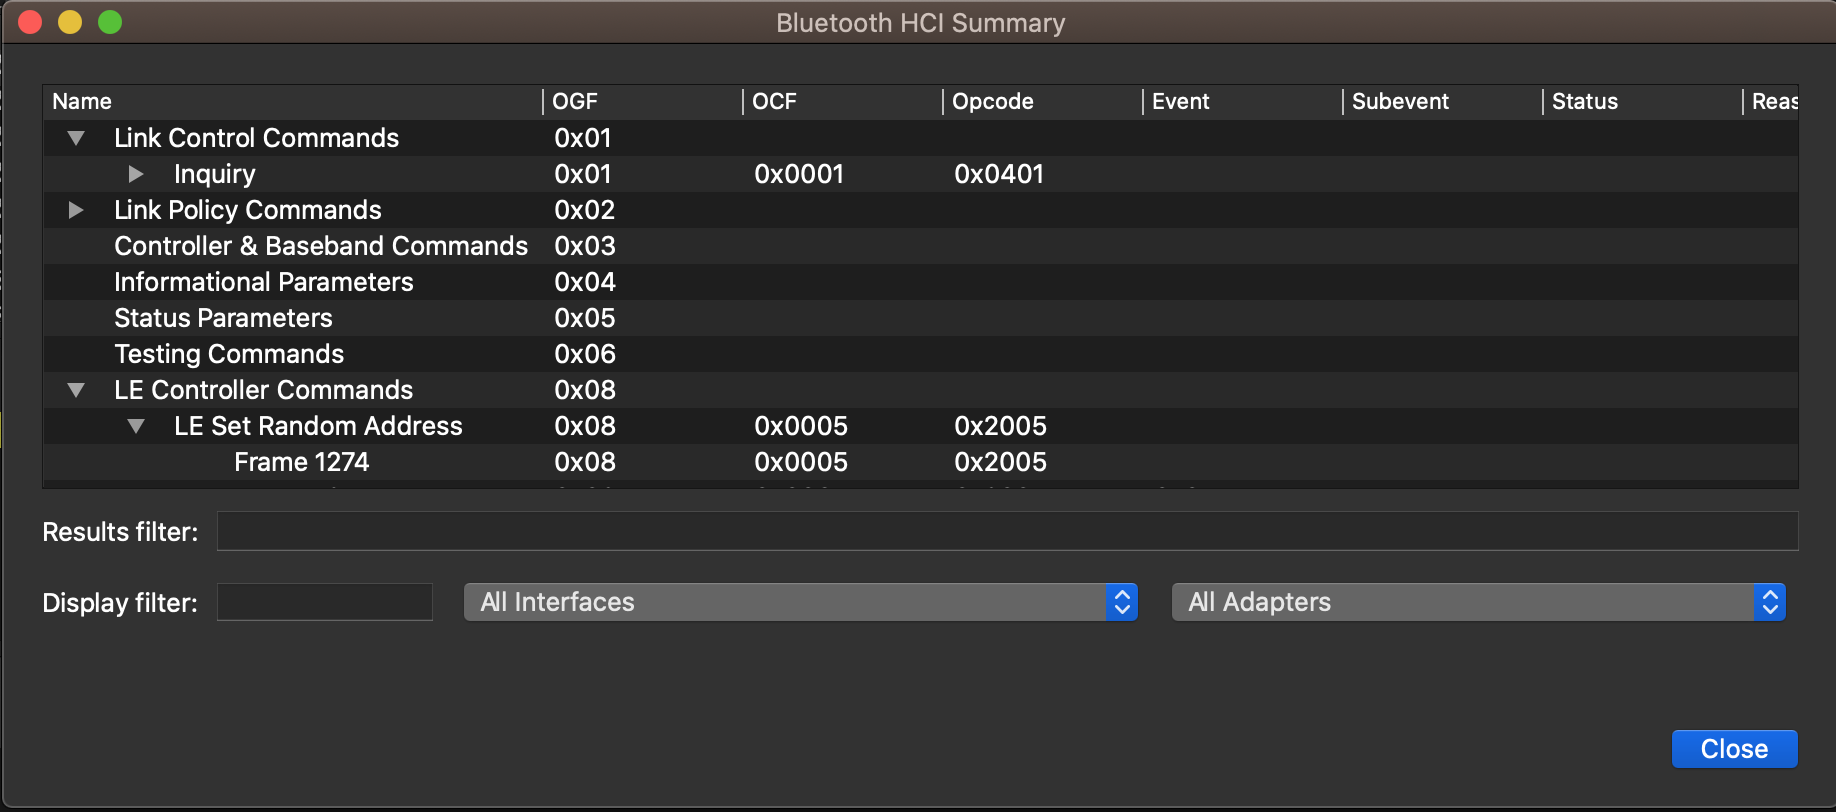 Bluetooth HCI Summary
Name OGF OCF Opcode Event Subevent Status Reas
Link Control Commands 0x01
Inquiry 0x01 0x0001 0x0401
Link Policy Commands 0x02
Controller & Baseband Commands 0x03
Informational Parameters 0x04
Status Parameters 0x05
Testing Commands 0x06
LE Controller Commands 0x08
LE Set Random Address 0x08 0x0005 0x2005
Frame 1274 0x08 0x0005 0x2005
Results filter:
Display filter: All Interfaces All Adapters
Close